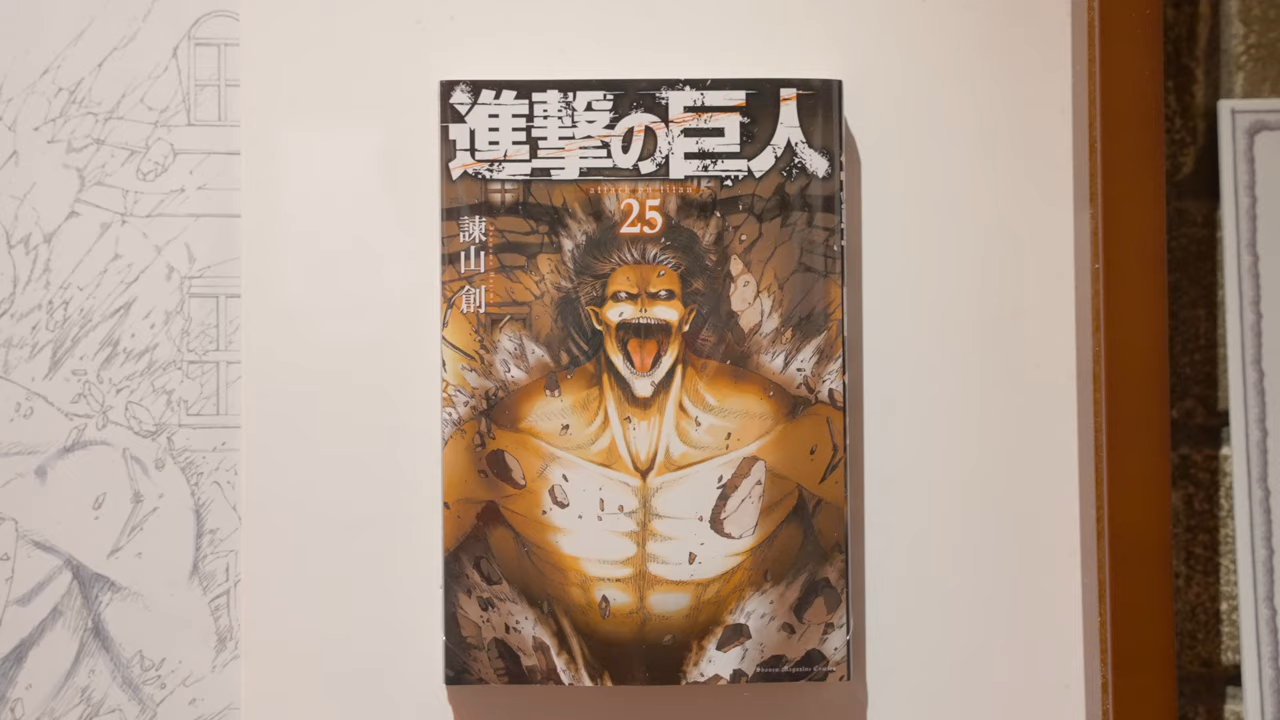 進撃の巨人
attack on titan
25
諫山 創
Shonen Magazine Comics